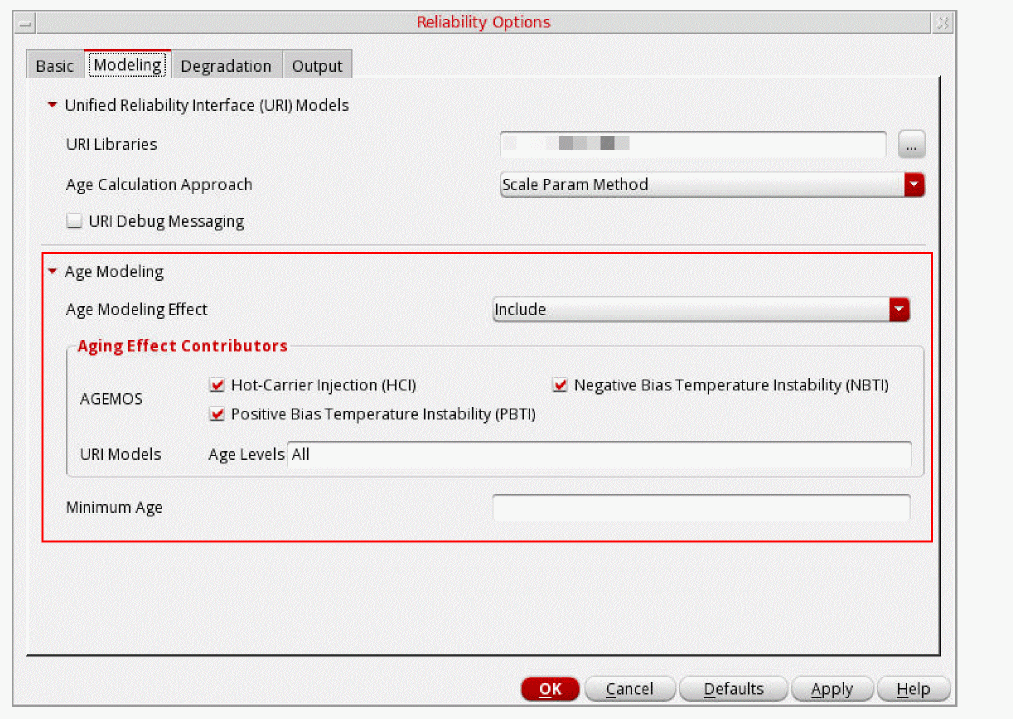 Reliability Options
Basic Modeling Degradation Output
Unified Reliability Interface (URI) Models
URI Libraries ...
Age Calculation Approach Scale Param Method
URI Debug Messaging
Age Modeling
Age Modeling Effect Include
Aging Effect Contributors
AGEMOS Hot-Carrier Injection (HCI) Negative Bias Temperature Instability (NBTI)
Positive Bias Temperature Instability (PBTI)
URI Models Age Levels All
Minimum Age
OK Cancel Defaults Apply Help